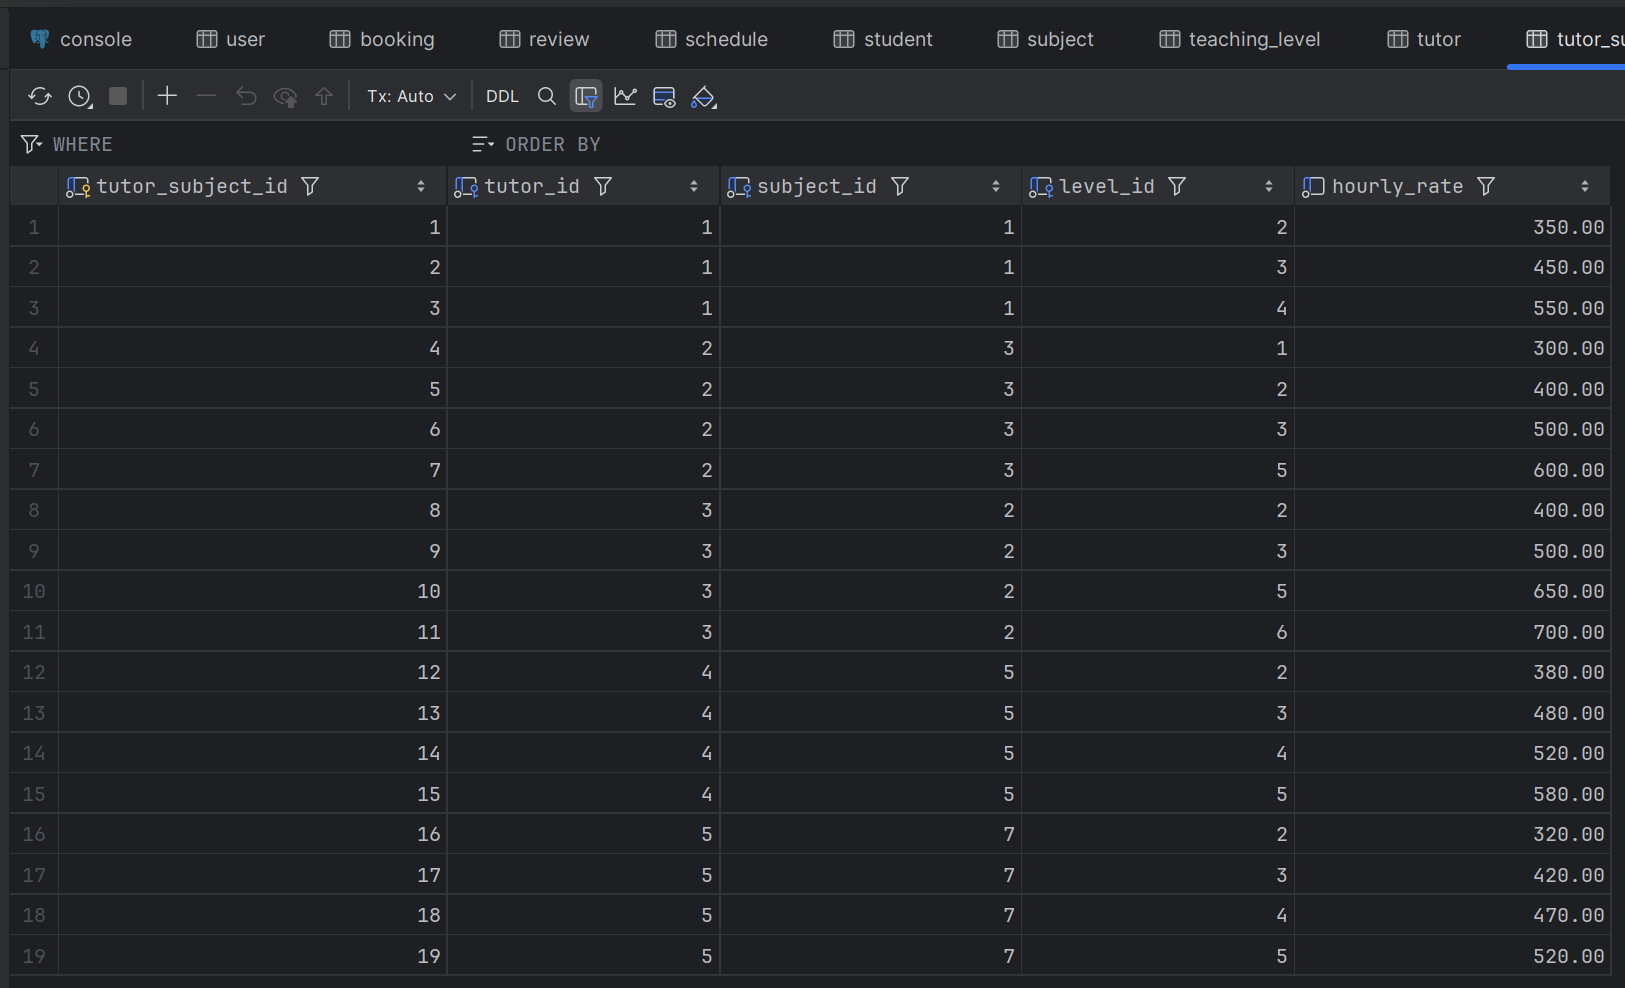 console user booking review schedule student subject teaching_level tutor tutor_su
Tx: Auto DDL
WHERE ORDER BY
tutor_subject_id tutor_id subject_id level_id hourly_rate
1 1 1 1 2 350.00
2 2 1 1 3 450.00
3 3 1 1 4 550.00
4 4 2 3 1 300.00
5 5 2 3 2 400.00
6 6 2 3 3 500.00
7 7 2 3 5 600.00
8 8 3 2 2 400.00
9 9 3 2 3 500.00
10 10 3 2 5 650.00
11 11 3 2 6 700.00
12 12 4 5 2 380.00
13 13 4 5 3 480.00
14 14 4 5 4 520.00
15 15 4 5 5 580.00
16 16 5 7 2 320.00
17 17 5 7 3 420.00
18 18 5 7 4 470.00
19 19 5 7 5 520.00